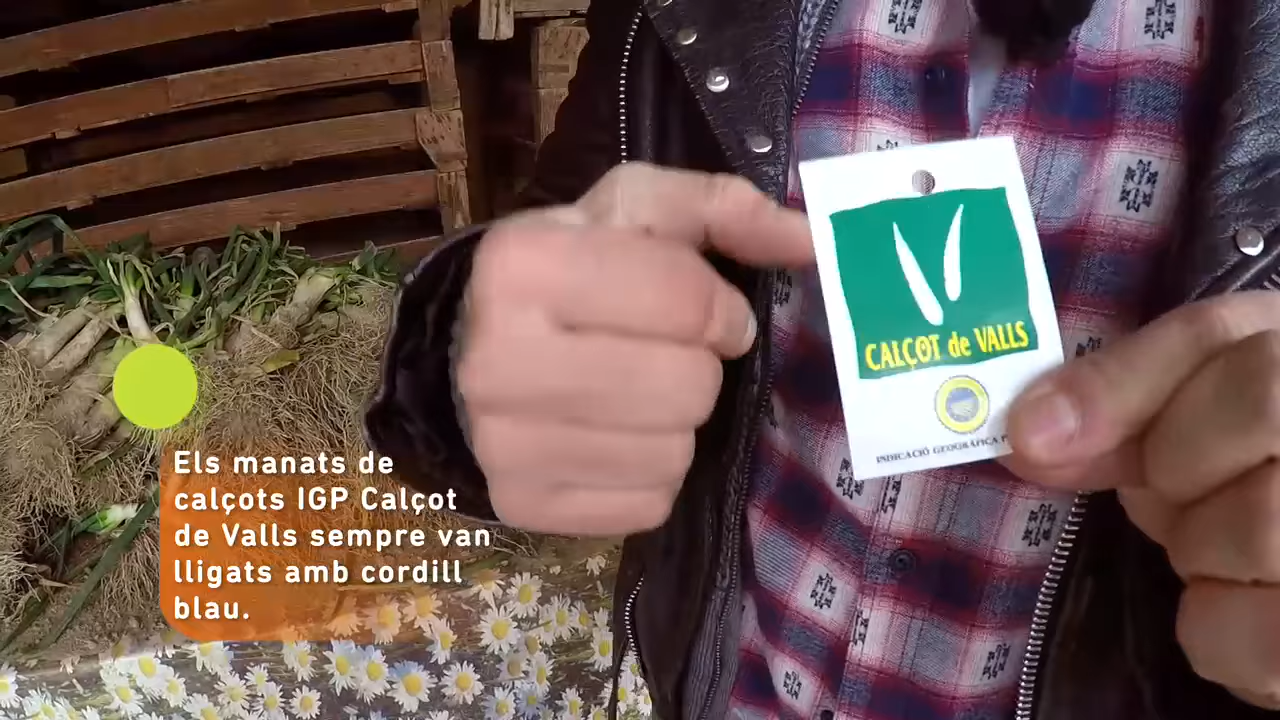 CALÇOT de VALLS
INDICACIÓ GEOGRÀFICA
Els manats de
calçots IGP Calçot
de Valls sempre van
lligats amb cordill
blau.